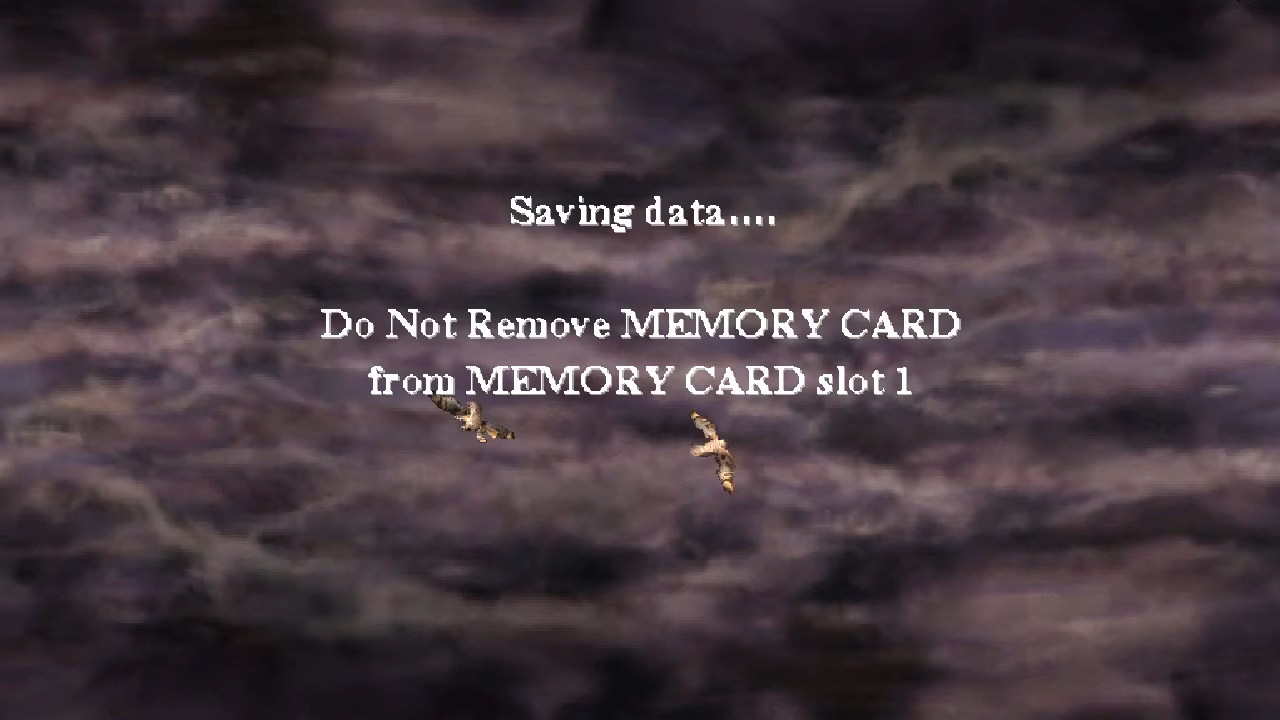 Saving data....
Do Not Remove MEMORY CARD
from MEMORY CARD slot 1